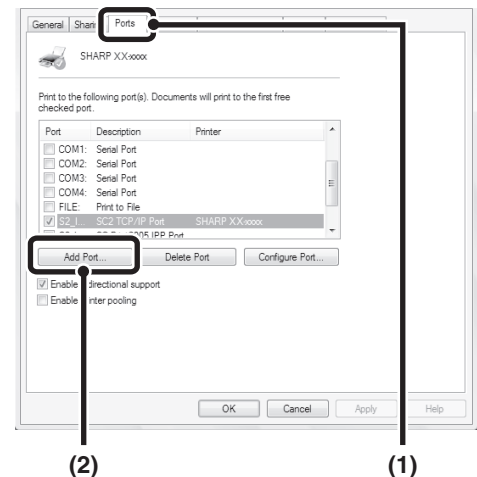 General Sharin Ports
SHARP XX-xxxx
Print to the following port(s). Documents will print to the first free
checked port.
Port Description Printer
COM1: Serial Port
COM2: Serial Port
COM3: Serial Port
COM4: Serial Port
FILE: Print to File
S2_I... SC2 TCP/IP Port SHARP XX-xxxx
Add Port... Delete Port Configure Port...
Enable directional support
Enable inter pooling
OK Cancel Apply Help
(2) (1)